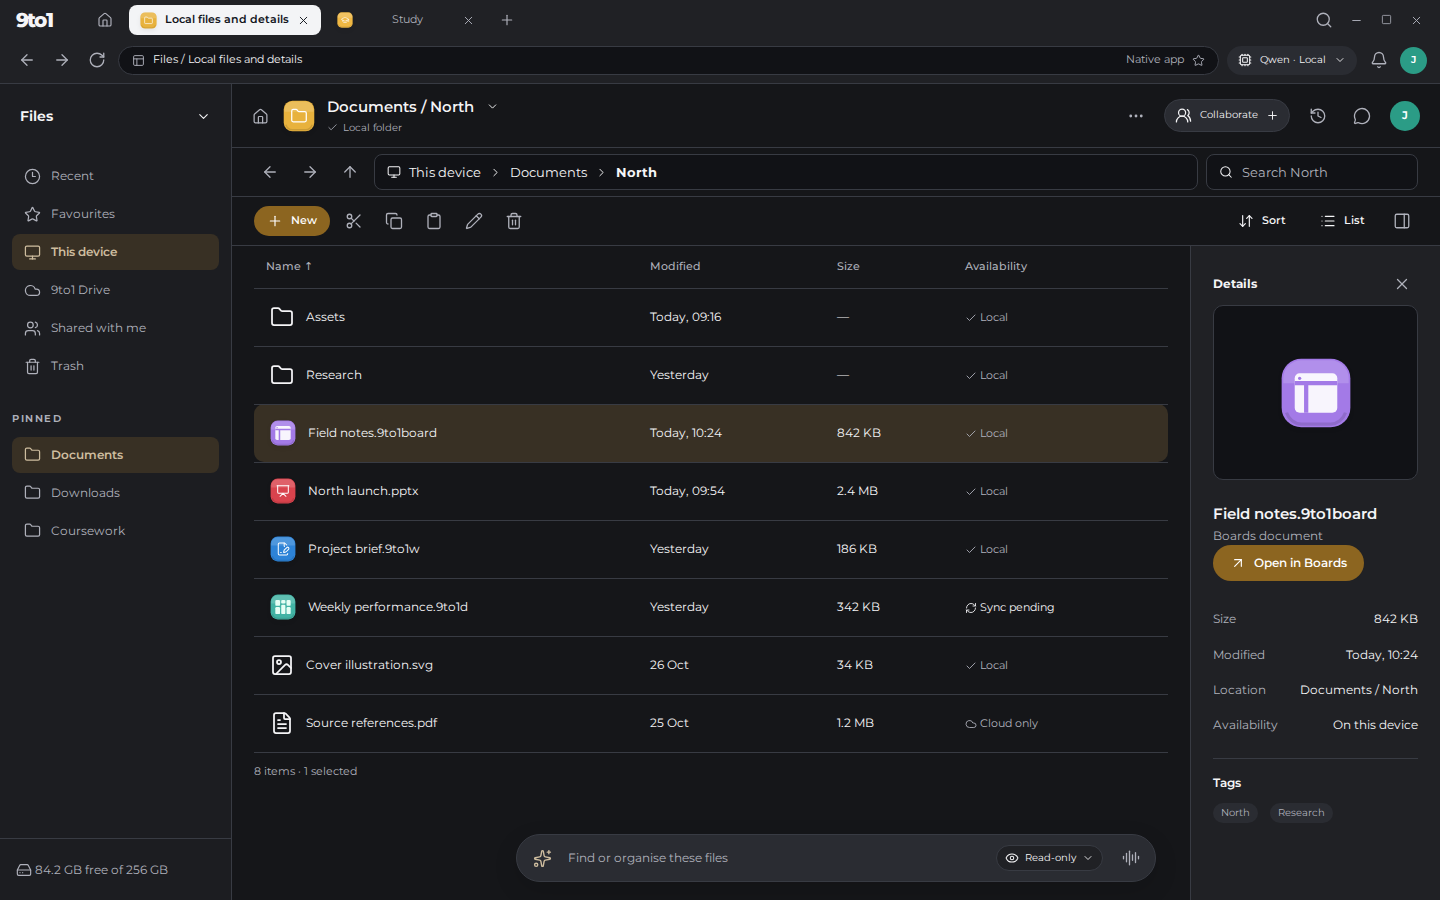 9to1
Local files and details
Study
Files / Local files and details
Native app
Qwen · Local
J
Files
Documents / North
Local folder
Collaborate
J
This device
Documents
North
Search North
Recent
Favourites
This device
9to1 Drive
Shared with me
Trash
PINNED
Documents
Downloads
Coursework
84.2 GB free of 256 GB
New
Sort
List
Name ↑ Modified Size Availability
Assets Today, 09:16 — Local
Research Yesterday — Local
Field notes.9to1board Today, 10:24 842 KB Local
North launch.pptx Today, 09:54 2.4 MB Local
Project brief.9to1w Yesterday 186 KB Local
Weekly performance.9to1d Yesterday 342 KB Sync pending
Cover illustration.svg 26 Oct 34 KB Local
Source references.pdf 25 Oct 1.2 MB Cloud only
8 items · 1 selected
Find or organise these files
Read-only
Details
Field notes.9to1board
Boards document
Open in Boards
Size 842 KB
Modified Today, 10:24
Location Documents / North
Availability On this device
Tags
North
Research